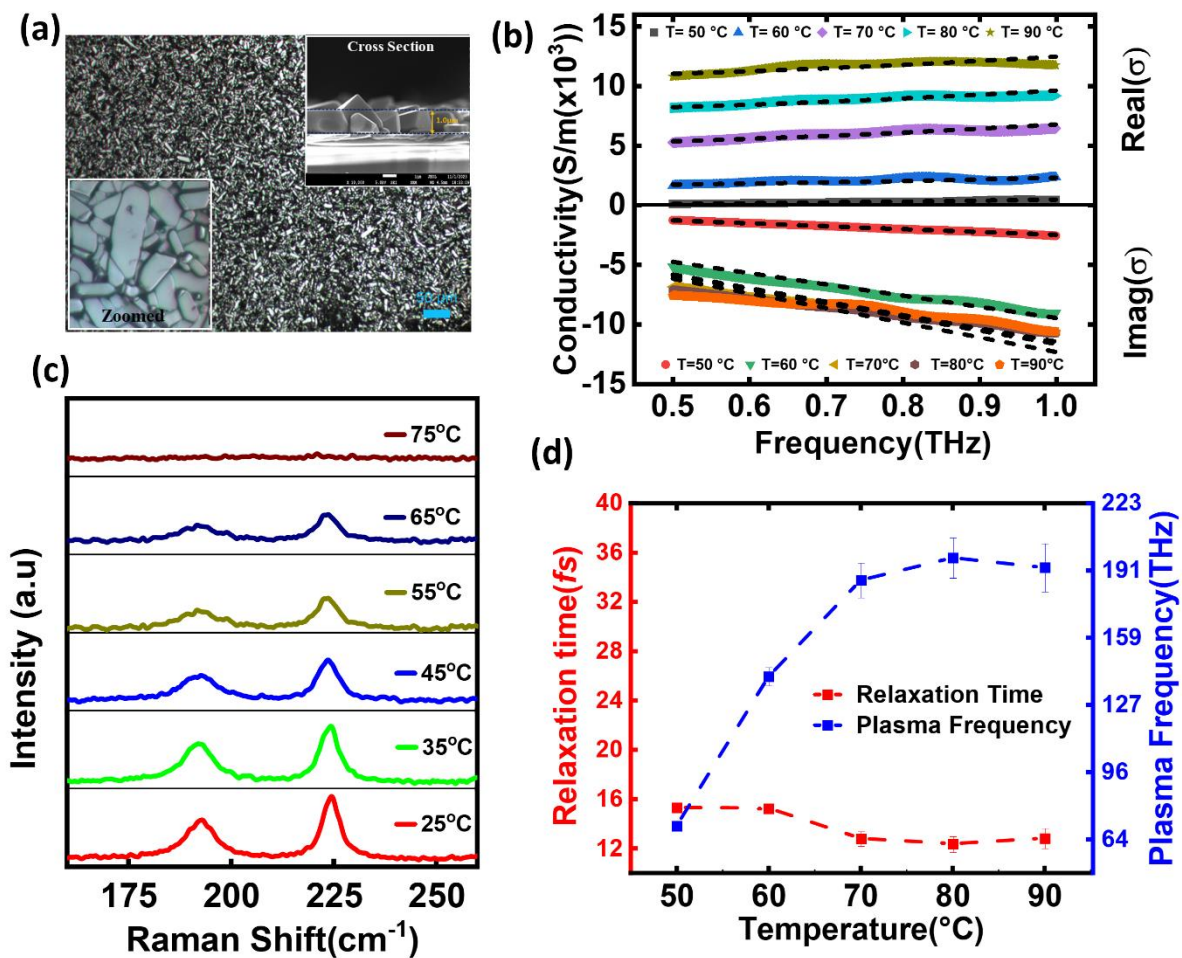 (a)
Cross Section
1.0μm
Zoomed
50 μm
(b)
T= 50 °C T= 60 °C T= 70 °C T= 80 °C T= 90 °C
Conductivity(S/m(x10³))
10
5
0
-5
-10
-15
Real(σ)
Imag(σ)
T=50 °C T=60 °C T=70°C T=80°C T=90°C
0.5 0.6 0.7 0.8 0.9 1.0
Frequency(THz)
(c)
75°C
65°C
55°C
45°C
35°C
25°C
Intensity (a.u)
175 200 225 250
Raman Shift(cm⁻¹)
(d)
Relaxation time(fs)
40
36
32
28
24
20
16
12
Relaxation Time
Plasma Frequency
223
191
159
127
96
64
Plasma Frequency(THz)
50 60 70 80 90
Temperature(°C)